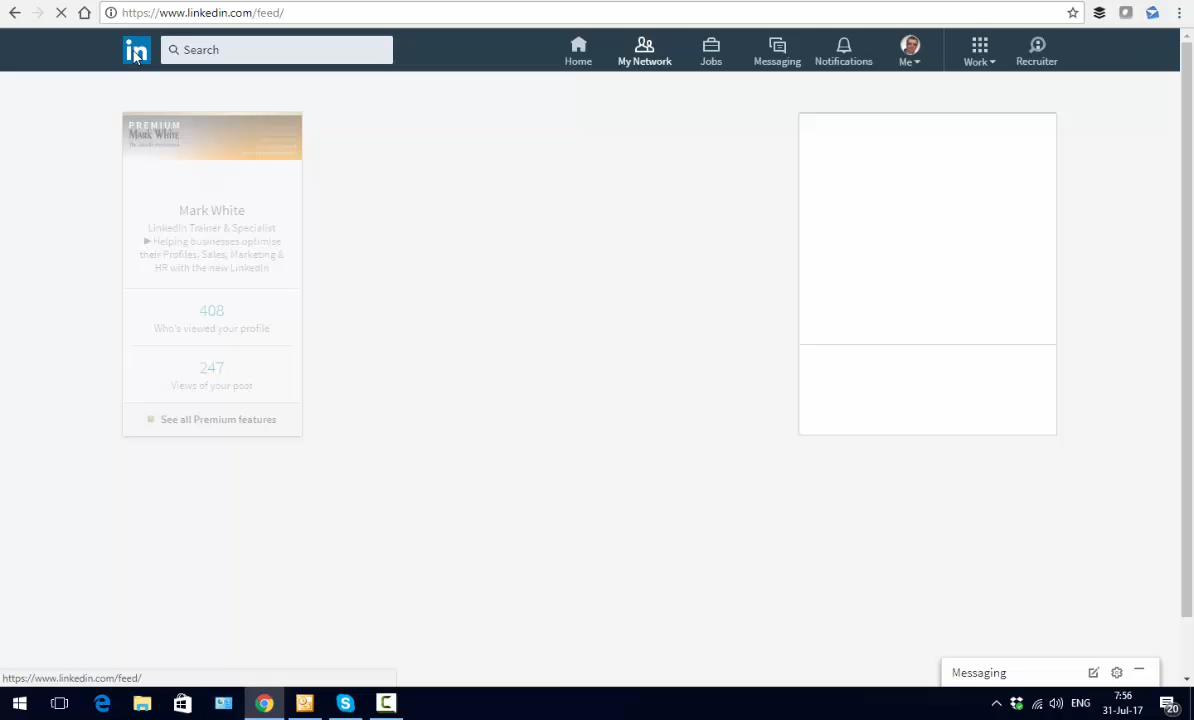 https://www.linkedin.com/feed/
in
Search
Home
My Network
Jobs
Messaging
Notifications
Me
Work
Recruiter
PREMIUM
MARK WHITE
Mark White
LinkedIn Trainer & Specialist
►Helping businesses optimise
their Profiles, Sales, Marketing &
HR with the new LinkedIn
408
Who's viewed your profile
247
Views of your post
See all Premium features
https://www.linkedin.com/feed/
Messaging
ENG
7:56
31-Jul-17
20